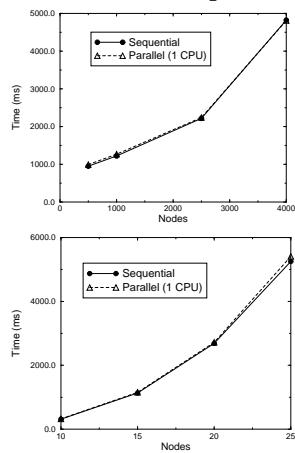 5000.0
4000.0
3000.0
2000.0
1000.0
0.0
Time (ms)
Sequential
Parallel (1 CPU)
0 1000 2000 3000 4000
Nodes
6000.0
4000.0
2000.0
0.0
Time (ms)
Sequential
Parallel (1 CPU)
10 15 20 25
Nodes